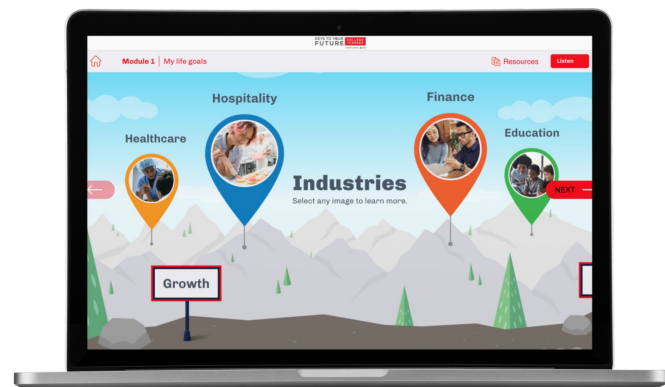 KEYS TO YOUR
FUTURE
Module 1 | My life goals
Resources
Listen
Hospitality
Finance
Healthcare
Education
Industries
Select any image to learn more.
NEXT
Growth